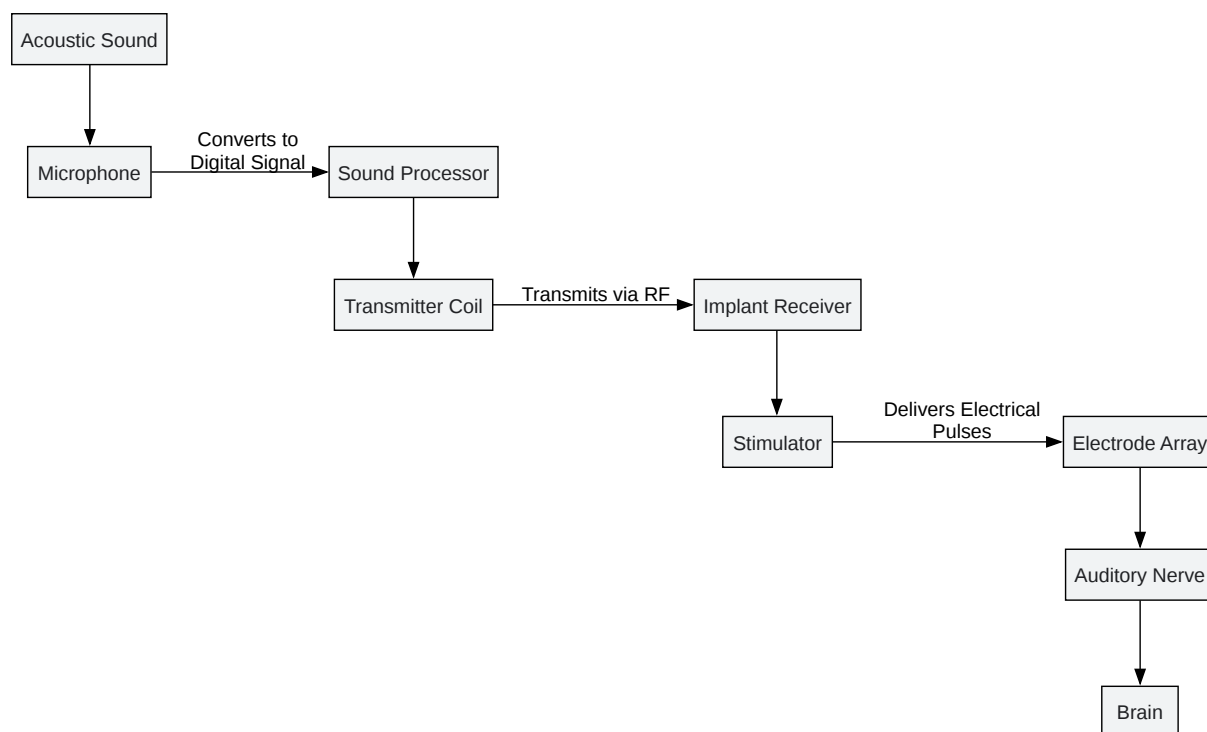 Acoustic Sound
Converts to
Digital Signal
Microphone
Sound Processor
Transmitter Coil
Transmits via RF
Implant Receiver
Delivers Electrical
Pulses
Stimulator
Electrode Array
Auditory Nerve
Brain